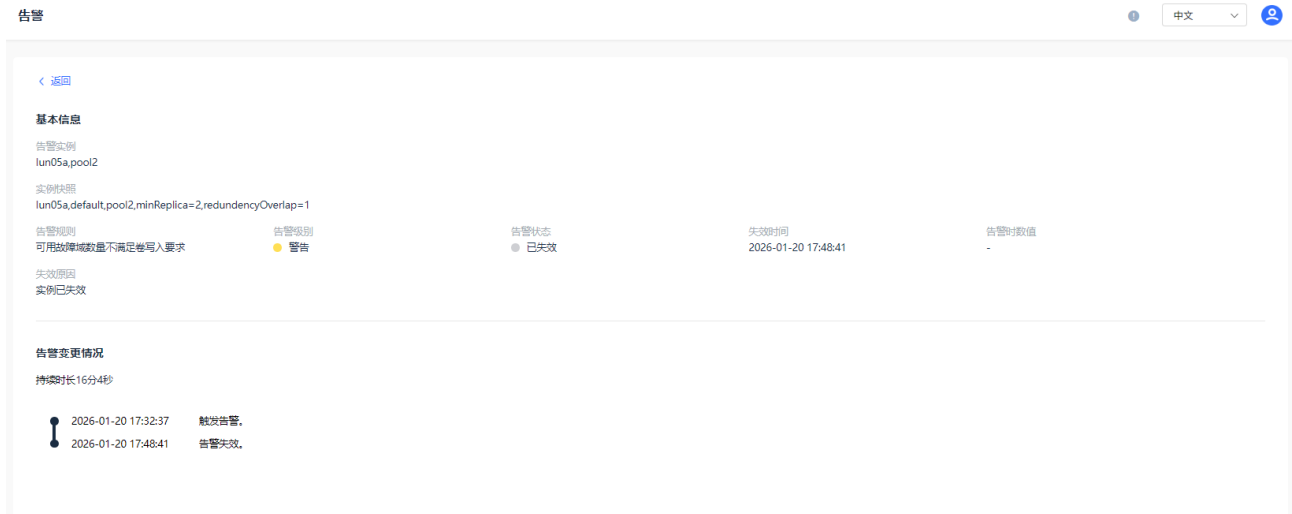 告警
中文
返回
基本信息
告警实例
lun05a,pool2
实例快照
lun05a,default,pool2,minReplica=2,redundencyOverlap=1
告警规则 告警级别 告警状态 失效时间 告警时数值
可用故障域数量不满足卷写入要求 警告 已失效 2026-01-20 17:48:41 -
失效原因
实例已失效
告警变更情况
持续时长16分4秒
2026-01-20 17:32:37 触发告警。
2026-01-20 17:48:41 告警失效。